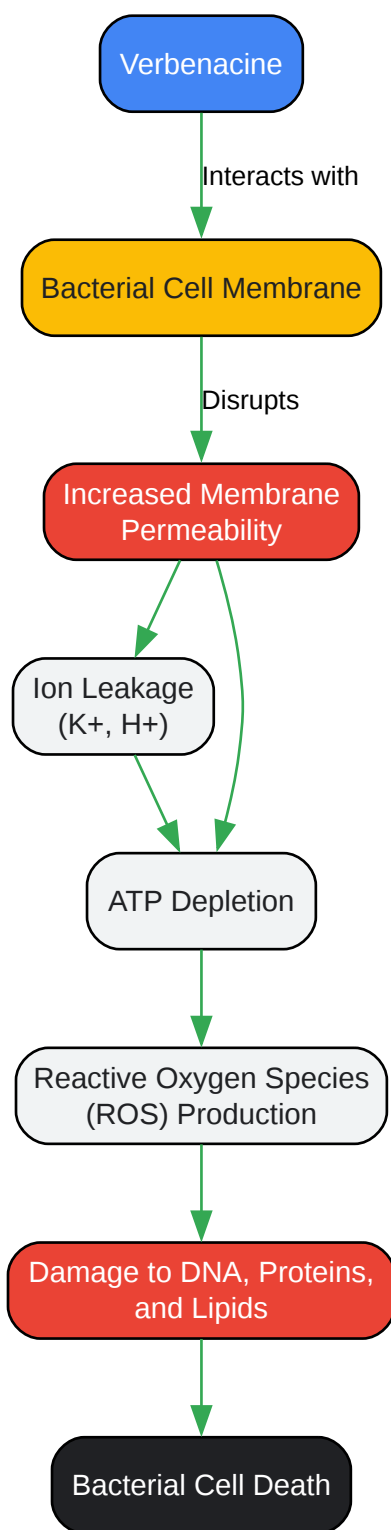 Verbenacine
Interacts with
Bacterial Cell Membrane
Disrupts
Increased Membrane
Permeability
Ion Leakage
(K+, H+)
ATP Depletion
Reactive Oxygen Species
(ROS) Production
Damage to DNA, Proteins,
and Lipids
Bacterial Cell Death